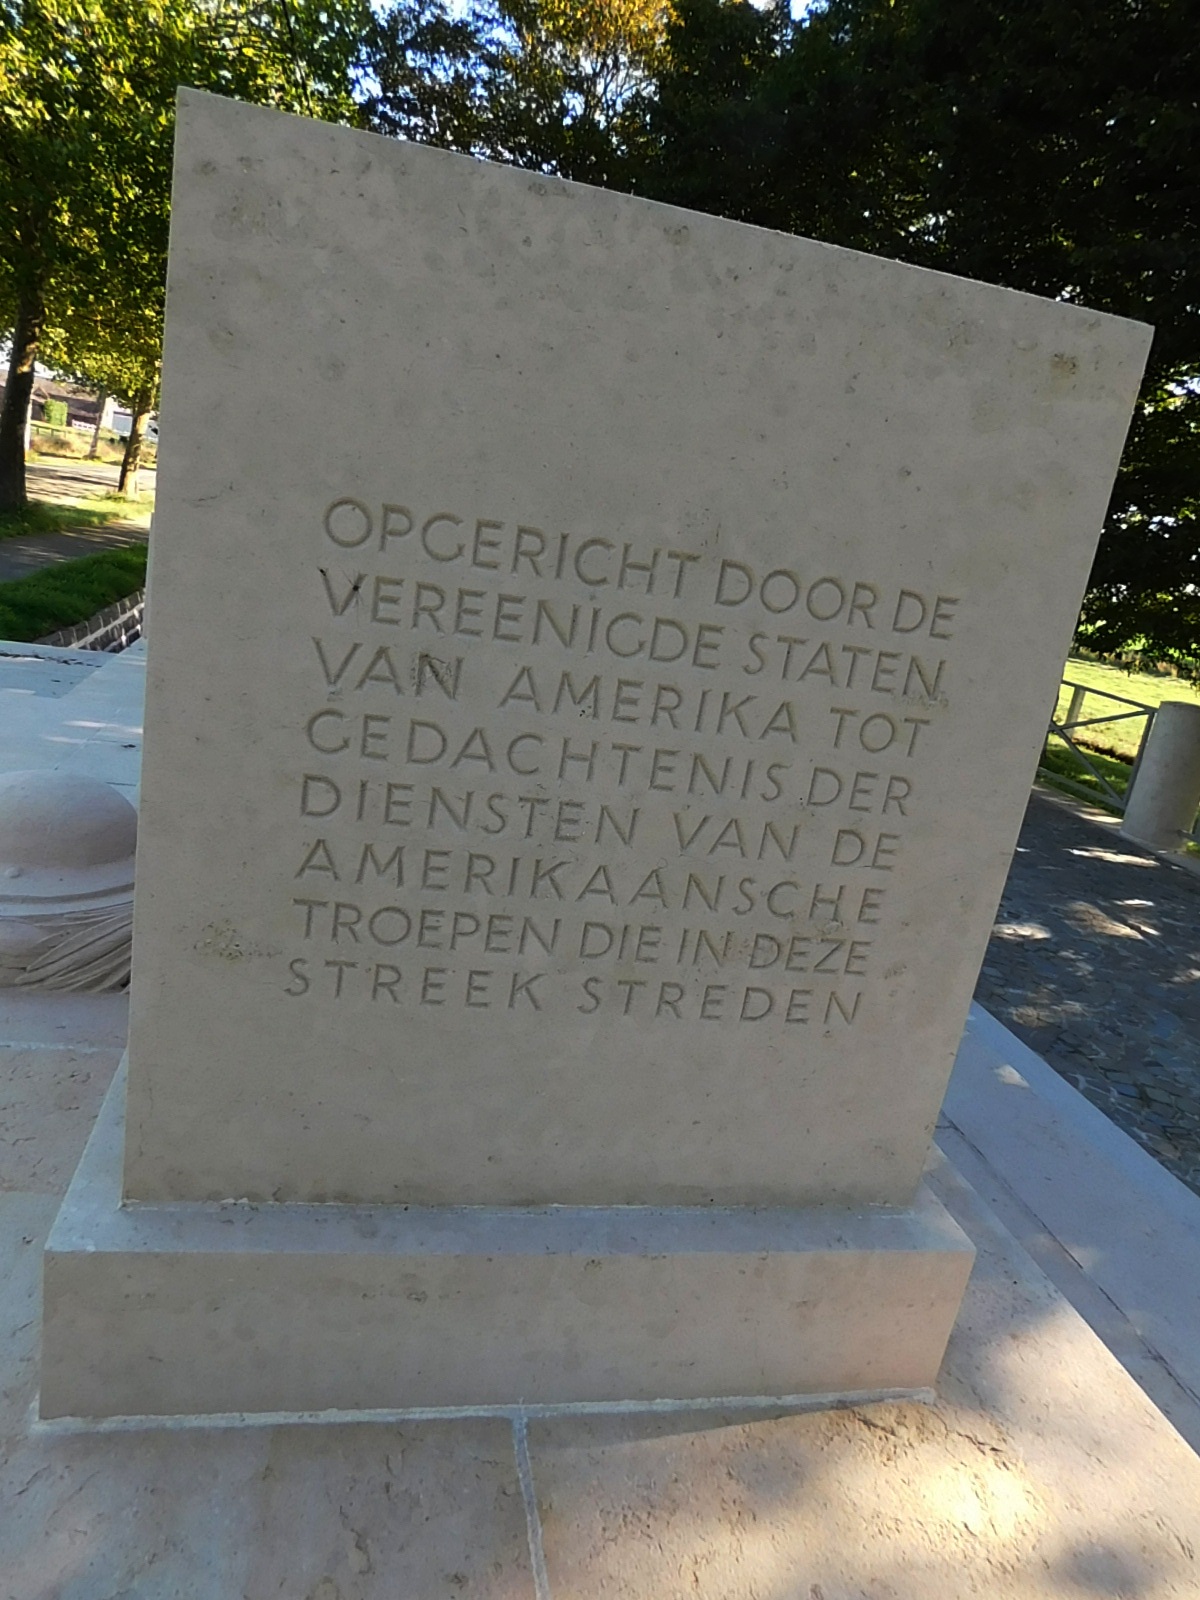 OPGERICHT DOOR DE
VEREENIGDE STATEN
VAN AMERIKA TOT
GEDACHTENIS DER
DIENSTEN VAN DE
AMERIKAANSCHE
TROEPEN DIE IN DEZE
STREEK STREDEN